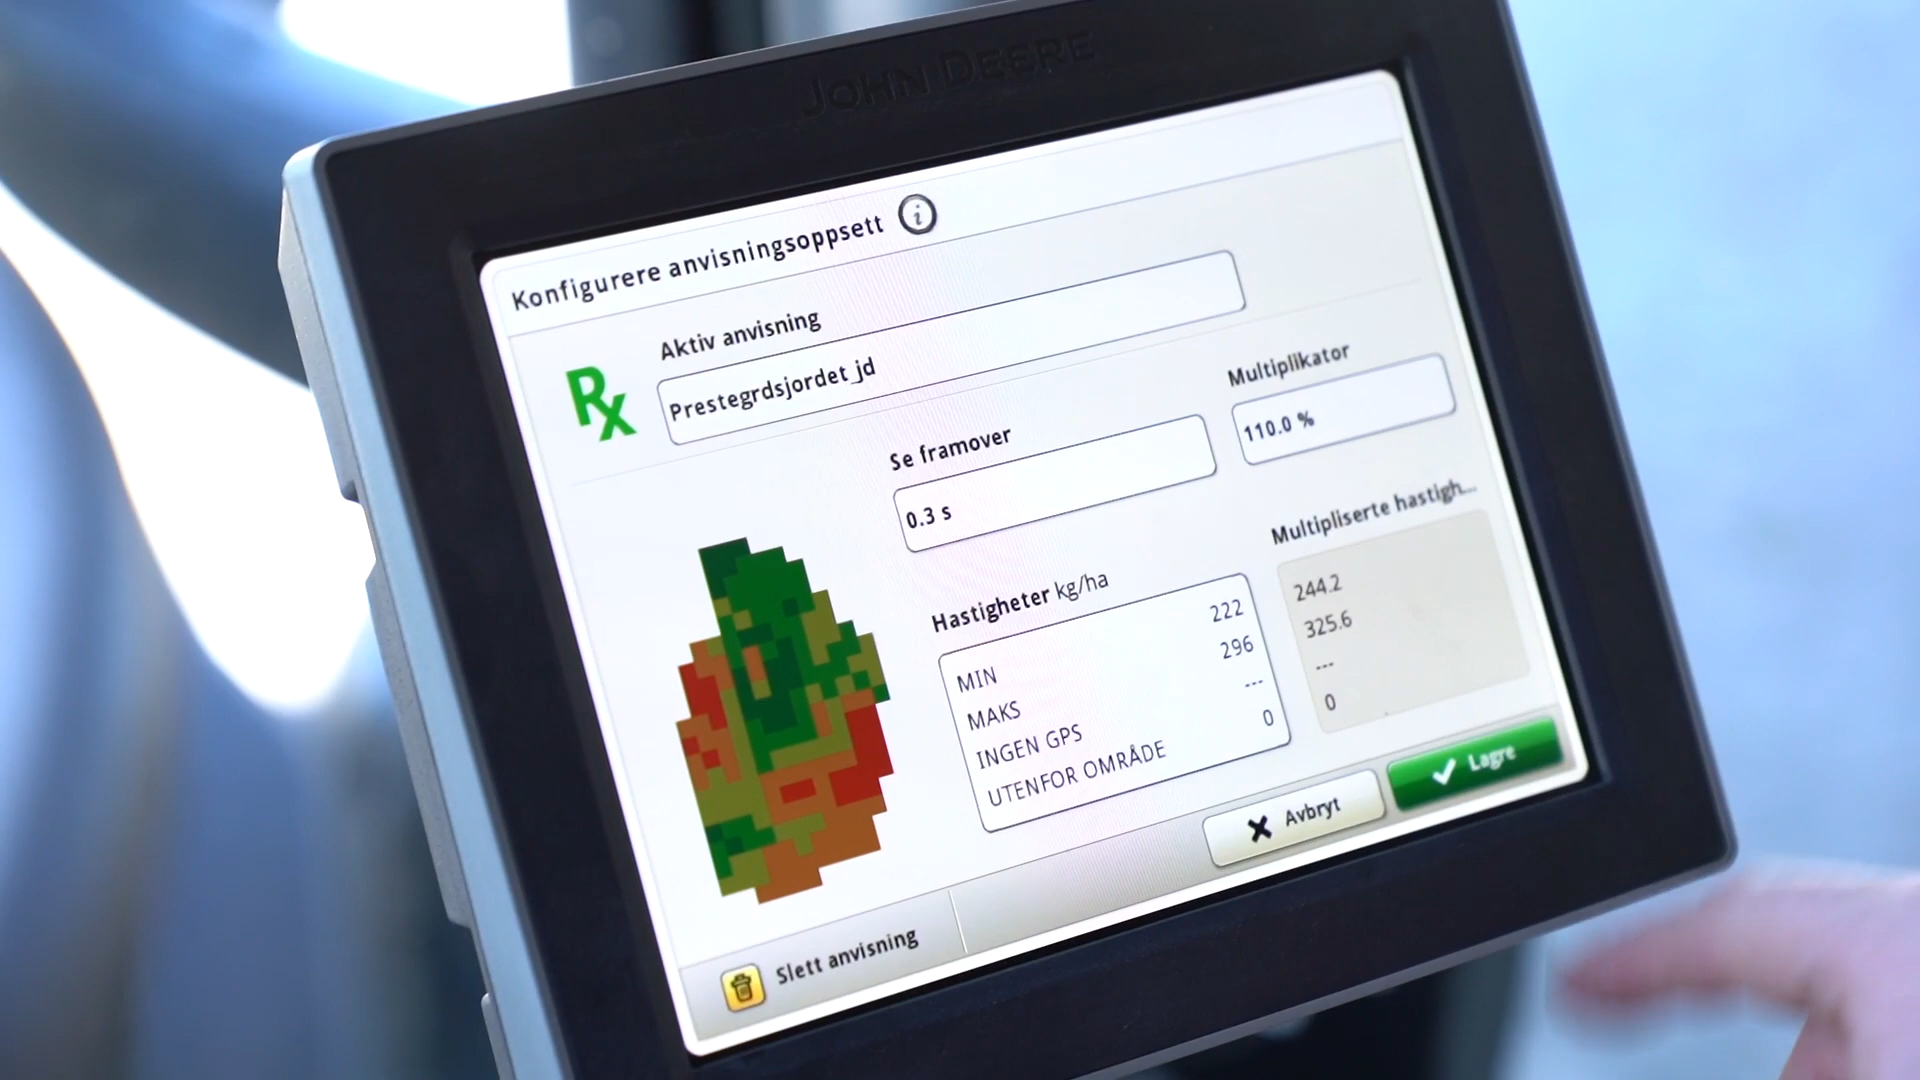 JOHN DEERE
Konfigurere anvisningsoppsett
Aktiv anvisning
Rx
Prestegrdsjordet_jd
Se framover
0.3 s
Multiplikator
110.0 %
Hastigheter kg/ha
MIN 222
MAKS 296
INGEN GPS ---
UTENFOR OMRÅDE 0
Multipliserte hastigh...
244.2
325.6
---
0
Slett anvisning
Avbryt
Lagre